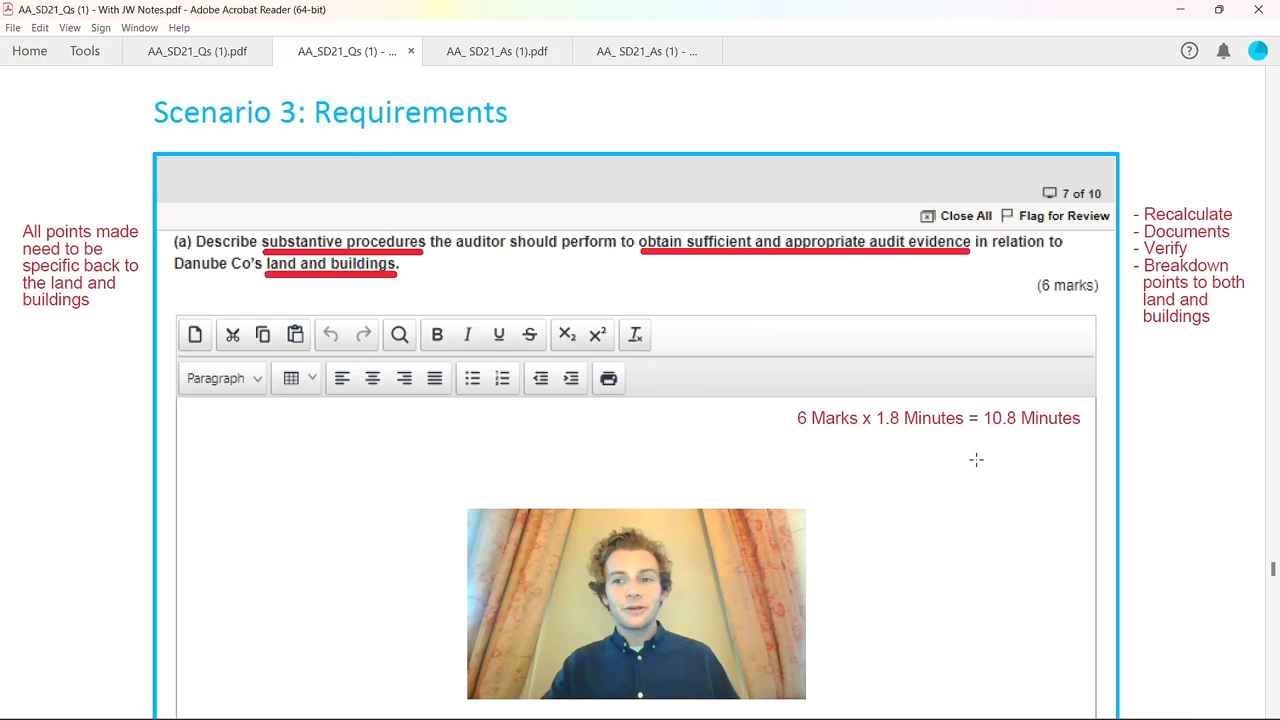 AA_SD21_Qs (1) - With JW Notes.pdf - Adobe Acrobat Reader (64-bit)
File Edit View Sign Window Help
Home Tools AA_SD21_Qs (1).pdf AA_SD21_Qs (1) - ... × AA_ SD21_As (1).pdf AA_ SD21_As (1) - ...
Scenario 3: Requirements
7 of 10
Close All Flag for Review
All points made
need to be
specific back to
the land and
buildings
(a) Describe substantive procedures the auditor should perform to obtain sufficient and appropriate audit evidence in relation to
Danube Co's land and buildings.
(6 marks)
- Recalculate
- Documents
- Verify
- Breakdown
points to both
land and
buildings
B I U S X₂ X² Tx
Paragraph
6 Marks x 1.8 Minutes = 10.8 Minutes